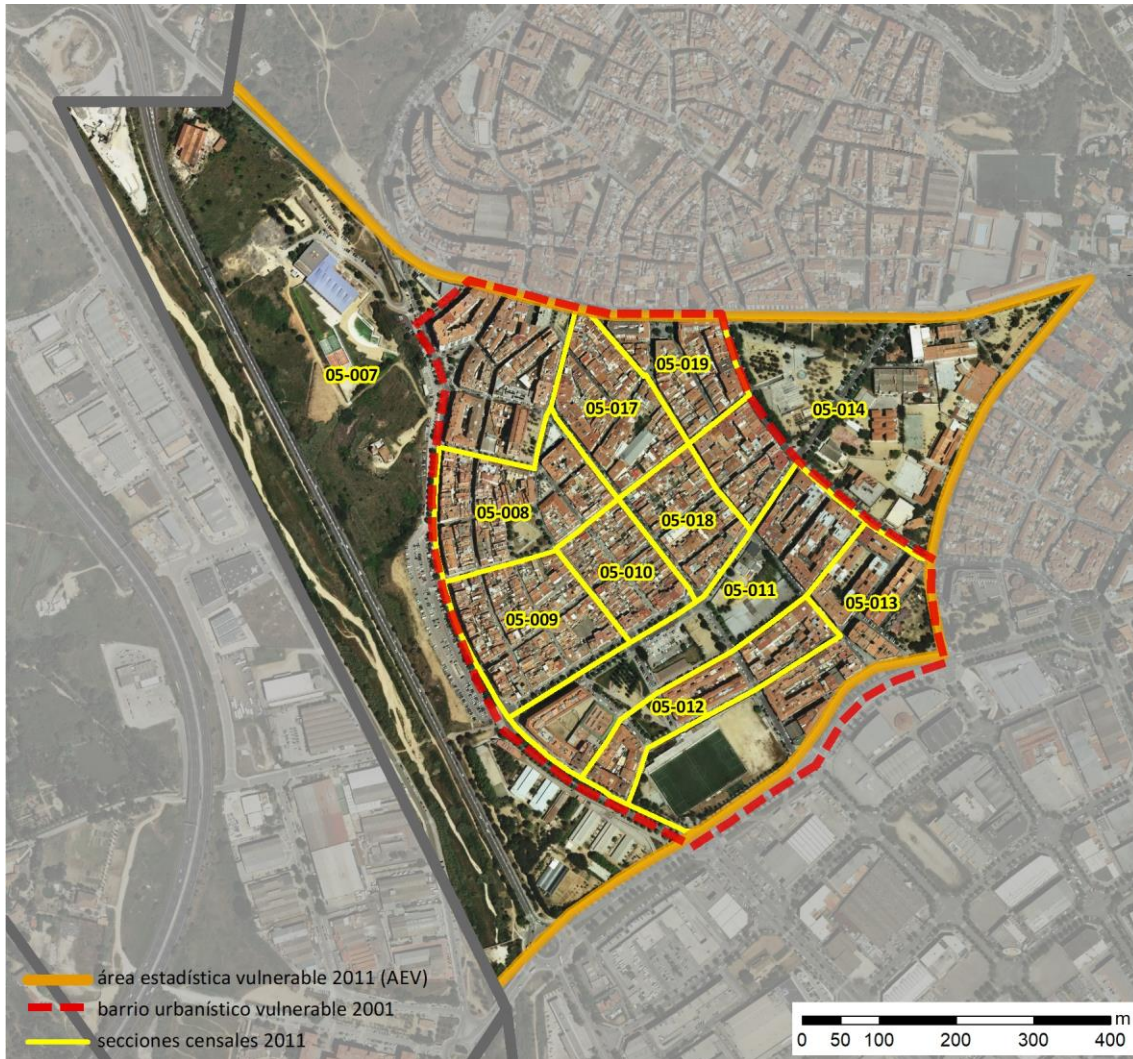 05-019
05-007
05-017
05-014
05-008
05-018
05-010
05-011
05-013
05-009
05-012
área estadística vulnerable 2011 (AEV)
barrio urbanístico vulnerable 2001
secciones censales 2011
m
0 50 100 200 300 400